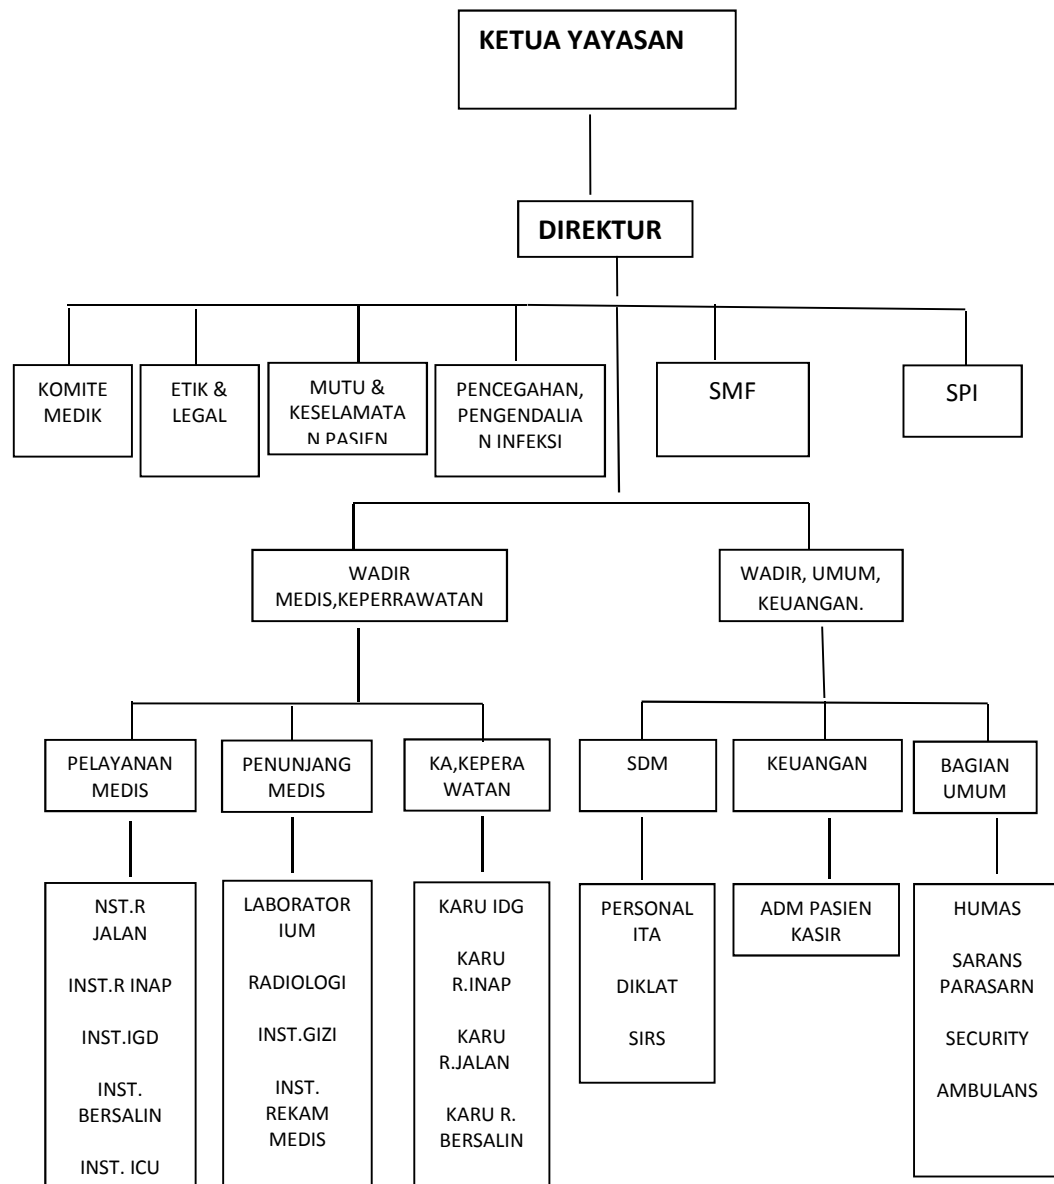 KETUA YAYASAN
DIREKTUR
KOMITE
MEDIK
ETIK &
LEGAL
MUTU &
KESELAMATA
N PASIEN
PENCEGAHAN,
PENGENDALIA
N INFEKSI
SMF
SPI
WADIR
MEDIS,KEPERRAWATAN
WADIR, UMUM,
KEUANGAN.
PELAYANAN
MEDIS
PENUNJANG
MEDIS
KA,KEPERA
WATAN
SDM
KEUANGAN
BAGIAN
UMUM
NST.R
JALAN
INST.R INAP
INST.IGD
INST.
BERSALIN
INST. ICU
LABORATOR
IUM
RADIOLOGI
INST.GIZI
INST.
REKAM
MEDIS
KARU IDG
KARU
R.INAP
KARU
R.JALAN
KARU R.
BERSALIN
PERSONAL
ITA
DIKLAT
SIRS
ADM PASIEN
KASIR
HUMAS
SARANS
PARASARN
SECURITY
AMBULANS